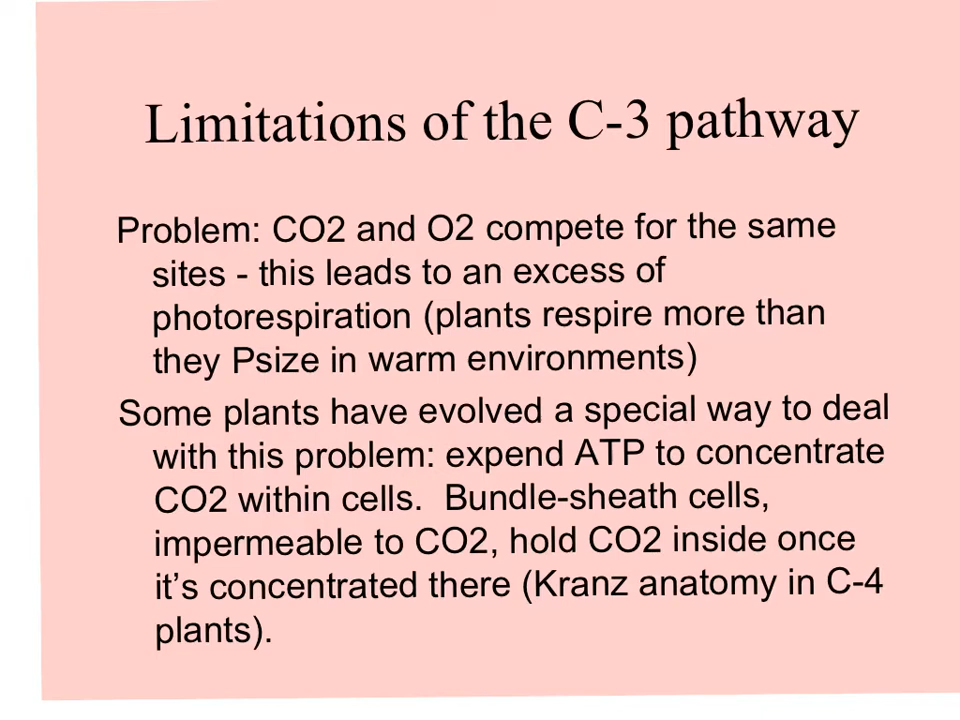 Limitations of the C-3 pathway
Problem: CO2 and O2 compete for the same
sites - this leads to an excess of
photorespiration (plants respire more than
they Psize in warm environments)
Some plants have evolved a special way to deal
with this problem: expend ATP to concentrate
CO2 within cells.  Bundle-sheath cells,
impermeable to CO2, hold CO2 inside once
it’s concentrated there (Kranz anatomy in C-4
plants).